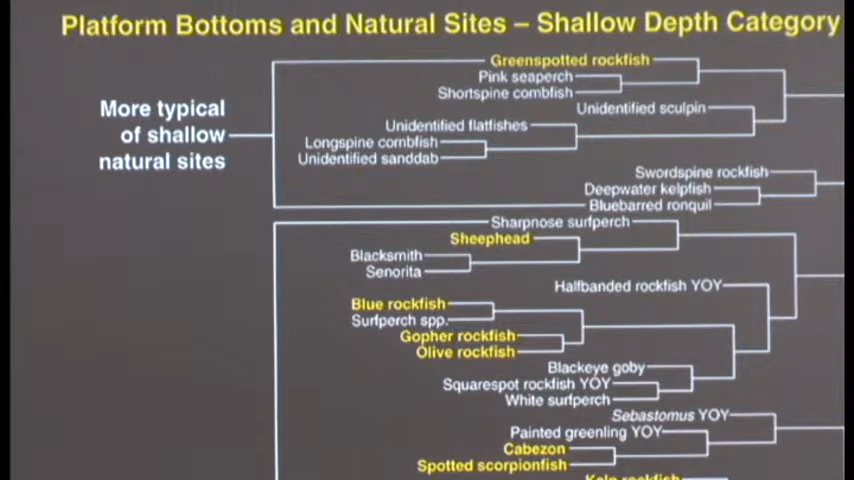 Platform Bottoms and Natural Sites – Shallow Depth Category
Greenspotted rockfish
Pink seaperch
Shortspine combfish
More typical
of shallow
natural sites
Unidentified sculpin
Unidentified flatfishes
Longspine combfish
Unidentified sanddab
Swordspine rockfish
Deepwater kelpfish
Bluebarred ronquil
Sharpnose surfperch
Sheephead
Blacksmith
Senorita
Halfbanded rockfish YOY
Blue rockfish
Surfperch spp.
Gopher rockfish
Olive rockfish
Blackeye goby
Squarespot rockfish YOY
White surfperch
Sebastomus YOY
Painted greenling YOY
Cabezon
Spotted scorpionfish
Kelp rockfish